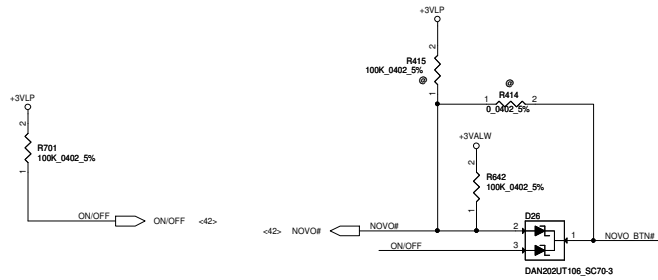 +3VLP
2
R415
100K_0402_5%
@
1
@
R414
1 2
0_0402_5%
+3VLP
2
R701
100K_0402_5%
1
+3VALW
2
R642
100K_0402_5%
1
ON/OFF ON/OFF <42>
<42> NOVO# NOVO#
D26
2
1 NOVO_BTN#
ON/OFF 3
DAN202UT106_SC70-3